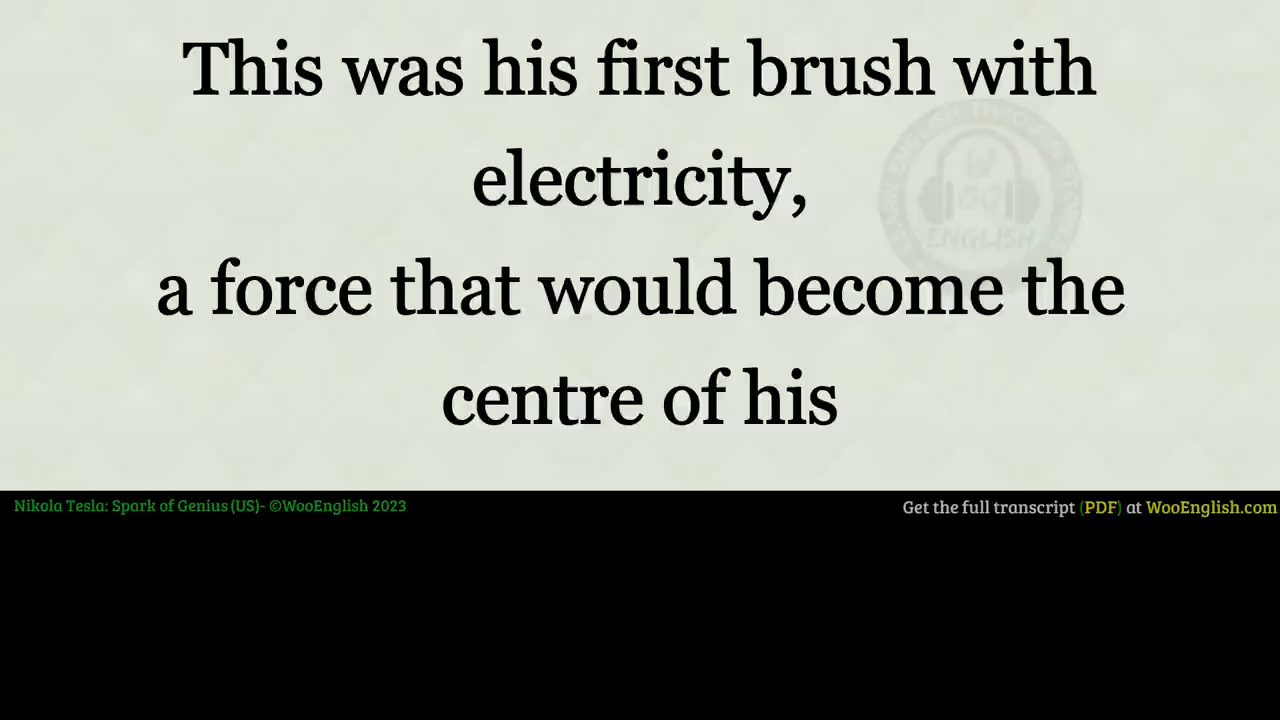 This was his first brush with
electricity,
a force that would become the
centre of his
Nikola Tesla: Spark of Genius (US)- ©WooEnglish 2023
Get the full transcript (PDF) at WooEnglish.com
ENGLISH